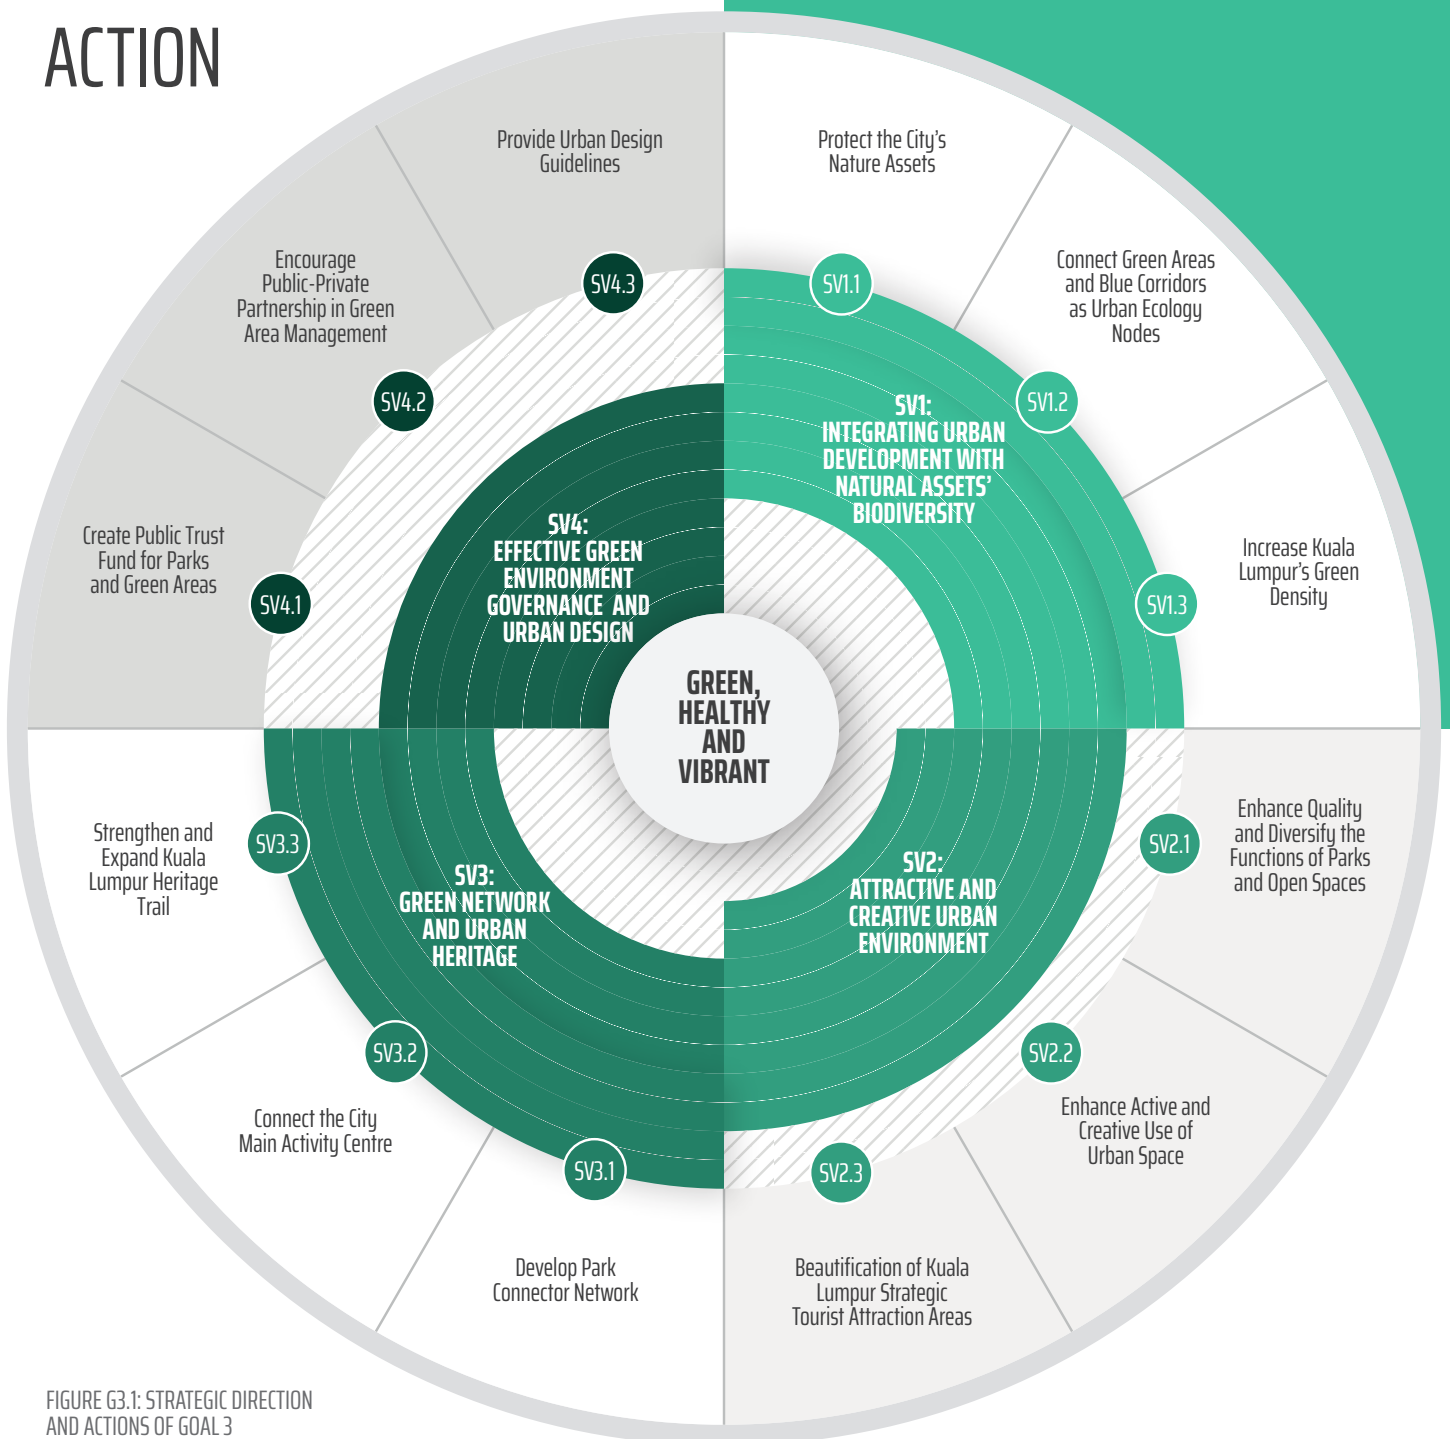 ACTION
Provide Urban Design
Guidelines
Protect the City's
Nature Assets
Encourage
Public-Private
Partnership in Green
Area Management
Connect Green Areas
and Blue Corridors
as Urban Ecology
Nodes
SV4.3
SV1.1
SV4.2
SV1.2
SV1:
INTEGRATING URBAN
DEVELOPMENT WITH
NATURAL ASSETS'
BIODIVERSITY
Create Public Trust
Fund for Parks
and Green Areas
SV4:
EFFECTIVE GREEN
ENVIRONMENT
GOVERNANCE AND
URBAN DESIGN
Increase Kuala
Lumpur's Green
Density
SV4.1
SV1.3
GREEN,
HEALTHY
AND
VIBRANT
Strengthen and
Expand Kuala
Lumpur Heritage
Trail
SV3.3
SV2.1
Enhance Quality
and Diversify the
Functions of Parks
and Open Spaces
SV3:
GREEN NETWORK
AND URBAN
HERITAGE
SV2:
ATTRACTIVE AND
CREATIVE URBAN
ENVIRONMENT
SV3.2
SV2.2
Connect the City
Main Activity Centre
Enhance Active and
Creative Use of
Urban Space
SV3.1
SV2.3
Develop Park
Connector Network
Beautification of Kuala
Lumpur Strategic
Tourist Attraction Areas
FIGURE G3.1: STRATEGIC DIRECTION
AND ACTIONS OF GOAL 3